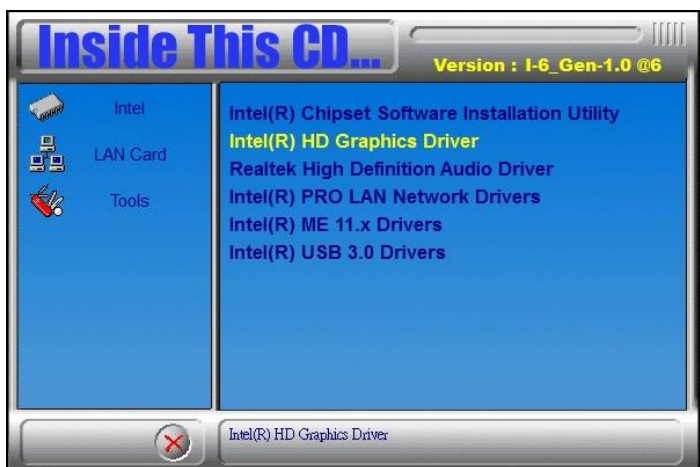 Inside This CD...
Version : I-6_Gen-1.0 @6
Intel
LAN Card
Tools
Intel(R) Chipset Software Installation Utility
Intel(R) HD Graphics Driver
Realtek High Definition Audio Driver
Intel(R) PRO LAN Network Drivers
Intel(R) ME 11.x Drivers
Intel(R) USB 3.0 Drivers
Intel(R) HD Graphics Driver